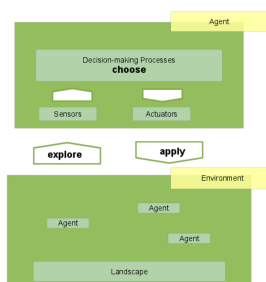 Agent
Decision-making Processes
choose
Sensors
Actuators
explore
apply
Environment
Agent
Agent
Agent
Landscape